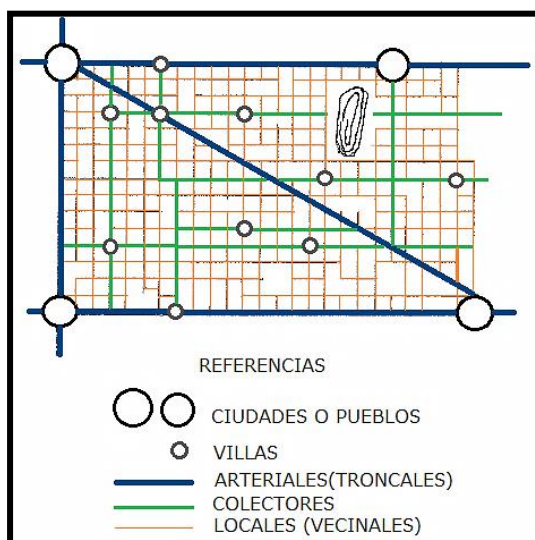 REFERENCIAS
CIUDADES O PUEBLOS
VILLAS
ARTERIALES(TRONCALES)
COLECTORES
LOCALES (VECINALES)